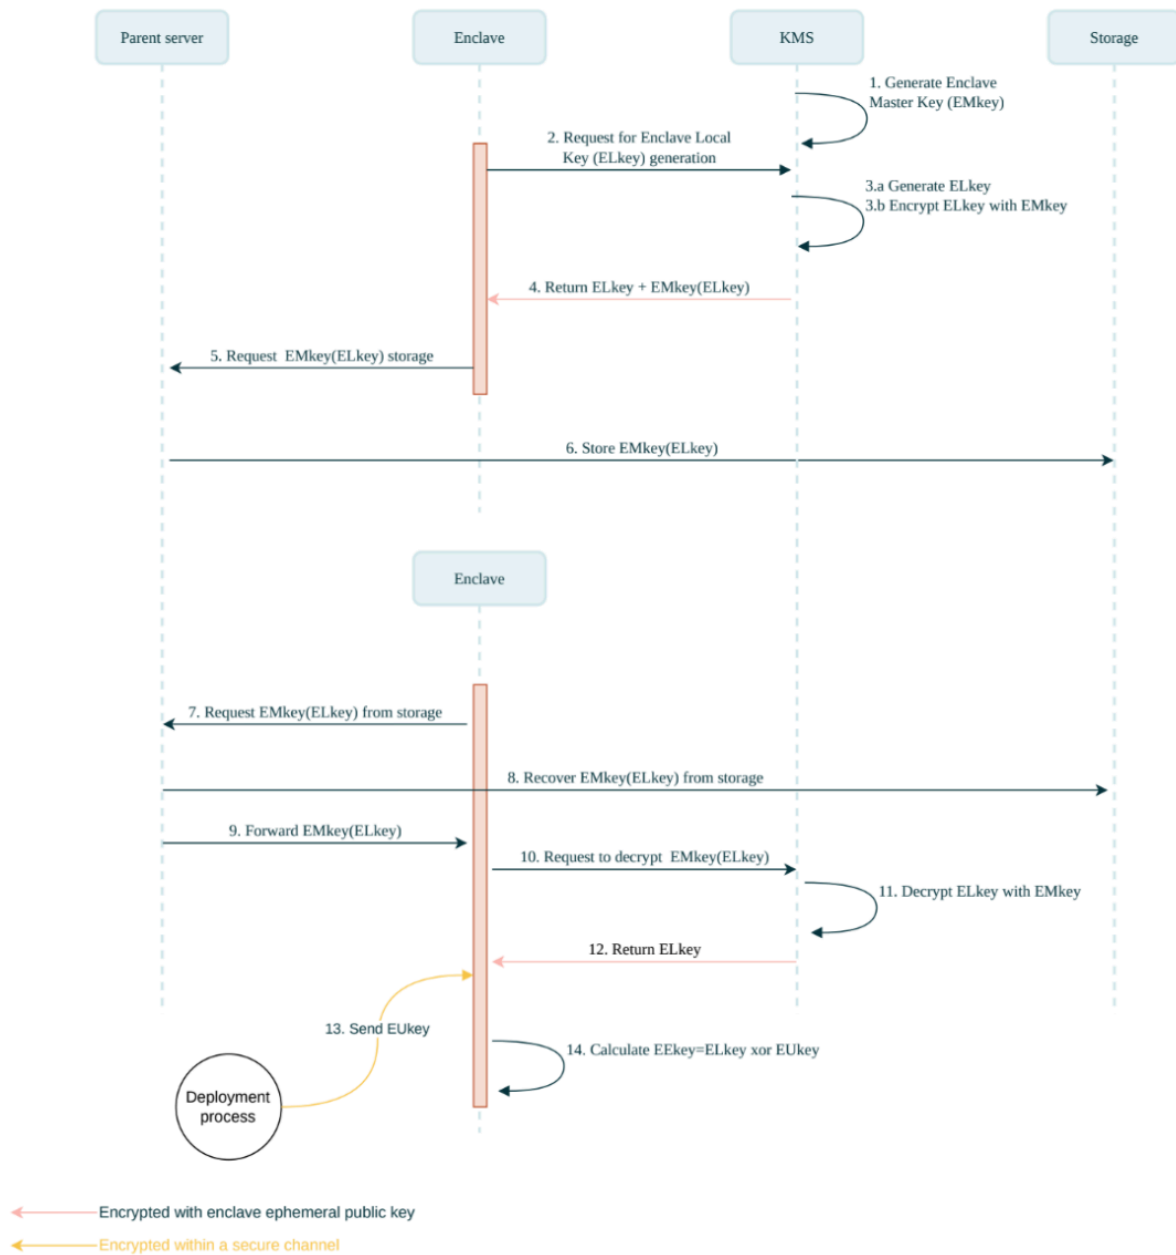 Parent server
Enclave
KMS
Storage
1. Generate Enclave
Master Key (EMkey)
2. Request for Enclave Local
Key (ELkey) generation
3.a Generate ELkey
3.b Encrypt ELkey with EMkey
4. Return ELkey + EMkey(ELkey)
5. Request  EMkey(ELkey) storage
6. Store EMkey(ELkey)
Enclave
7. Request EMkey(ELkey) from storage
8. Recover EMkey(ELkey) from storage
9. Forward EMkey(ELkey)
10. Request to decrypt  EMkey(ELkey)
11. Decrypt ELkey with EMkey
12. Return ELkey
13. Send EUkey
14. Calculate EEkey=ELkey xor EUkey
Deployment
process
Encrypted with enclave ephemeral public key
Encrypted within a secure channel